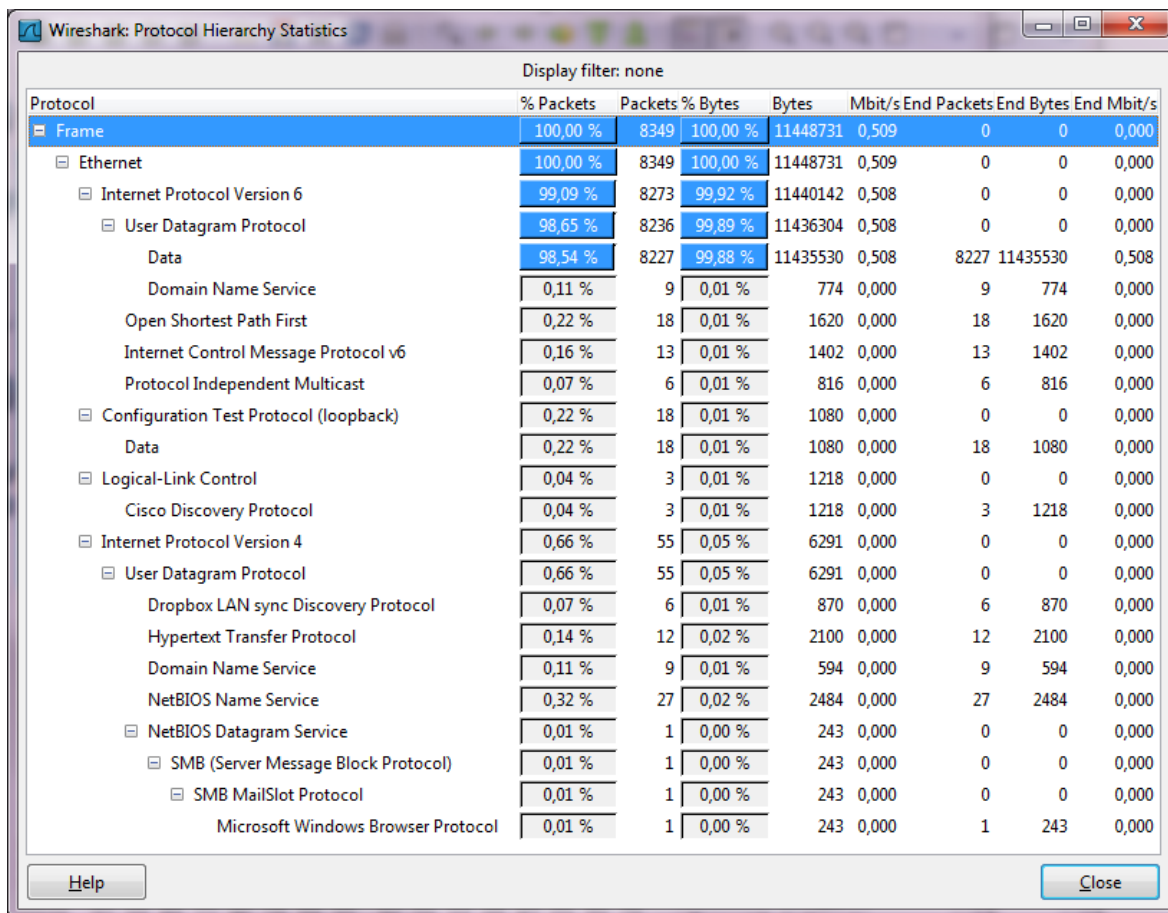 Wireshark: Protocol Hierarchy Statistics
Display filter: none
Protocol % Packets Packets % Bytes Bytes Mbit/s End Packets End Bytes End Mbit/s
Frame 100,00 % 8349 100,00 % 11448731 0,509 0 0 0,000
Ethernet 100,00 % 8349 100,00 % 11448731 0,509 0 0 0,000
Internet Protocol Version 6 99,09 % 8273 99,92 % 11440142 0,508 0 0 0,000
User Datagram Protocol 98,65 % 8236 99,89 % 11436304 0,508 0 0 0,000
Data 98,54 % 8227 99,88 % 11435530 0,508 8227 11435530 0,508
Domain Name Service 0,11 % 9 0,01 % 774 0,000 9 774 0,000
Open Shortest Path First 0,22 % 18 0,01 % 1620 0,000 18 1620 0,000
Internet Control Message Protocol v6 0,16 % 13 0,01 % 1402 0,000 13 1402 0,000
Protocol Independent Multicast 0,07 % 6 0,01 % 816 0,000 6 816 0,000
Configuration Test Protocol (loopback) 0,22 % 18 0,01 % 1080 0,000 0 0 0,000
Data 0,22 % 18 0,01 % 1080 0,000 18 1080 0,000
Logical-Link Control 0,04 % 3 0,01 % 1218 0,000 0 0 0,000
Cisco Discovery Protocol 0,04 % 3 0,01 % 1218 0,000 3 1218 0,000
Internet Protocol Version 4 0,66 % 55 0,05 % 6291 0,000 0 0 0,000
User Datagram Protocol 0,66 % 55 0,05 % 6291 0,000 0 0 0,000
Dropbox LAN sync Discovery Protocol 0,07 % 6 0,01 % 870 0,000 6 870 0,000
Hypertext Transfer Protocol 0,14 % 12 0,02 % 2100 0,000 12 2100 0,000
Domain Name Service 0,11 % 9 0,01 % 594 0,000 9 594 0,000
NetBIOS Name Service 0,32 % 27 0,02 % 2484 0,000 27 2484 0,000
NetBIOS Datagram Service 0,01 % 1 0,00 % 243 0,000 0 0 0,000
SMB (Server Message Block Protocol) 0,01 % 1 0,00 % 243 0,000 0 0 0,000
SMB MailSlot Protocol 0,01 % 1 0,00 % 243 0,000 0 0 0,000
Microsoft Windows Browser Protocol 0,01 % 1 0,00 % 243 0,000 1 243 0,000
Help Close